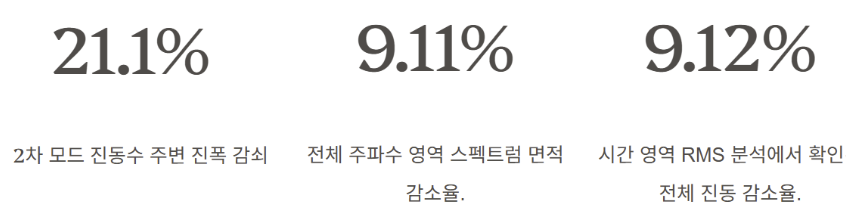 21.1%
9.11%
9.12%
2차 모드 진동수 주변 진폭 감쇠
전체 주파수 영역 스펙트럼 면적
감소율.
시간 영역 RMS 분석에서 확인
전체 진동 감소율.